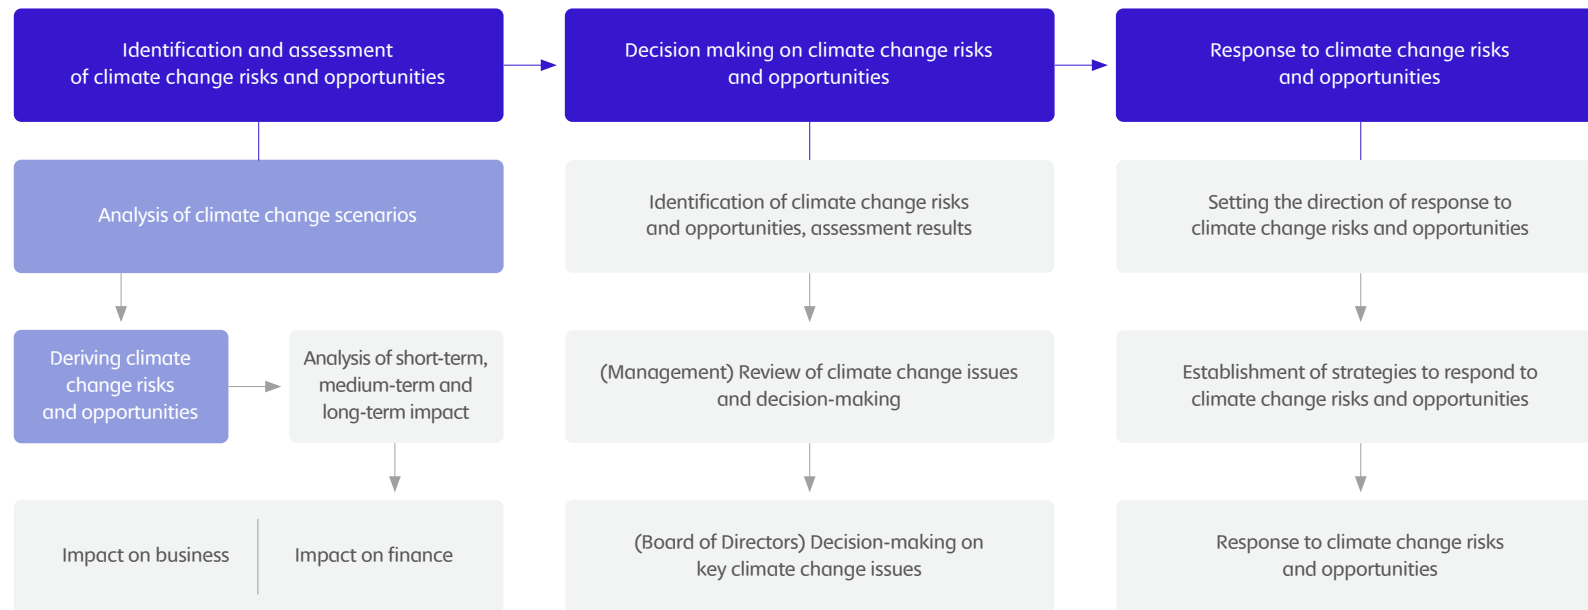 Identification and assessment
of climate change risks and opportunities
Decision making on climate change risks
and opportunities
Response to climate change risks
and opportunities
Analysis of climate change scenarios
Identification of climate change risks
and opportunities, assessment results
Setting the direction of response to
climate change risks and opportunities
Deriving climate
change risks
and opportunities
Analysis of short-term,
medium-term and
long-term impact
(Management) Review of climate change issues
and decision-making
Establishment of strategies to respond to
climate change risks and opportunities
Impact on business
Impact on finance
(Board of Directors) Decision-making on
key climate change issues
Response to climate change risks
and opportunities